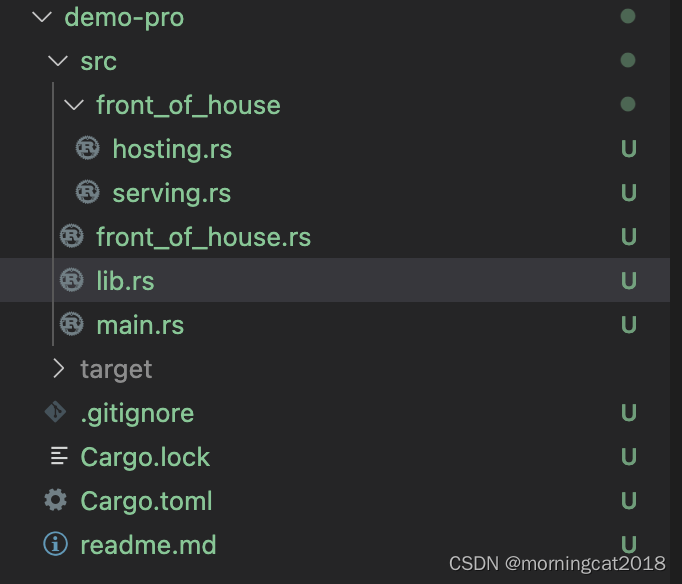 demo-pro
src
front_of_house
hosting.rs U
serving.rs U
front_of_house.rs U
lib.rs U
main.rs U
target
.gitignore U
Cargo.lock U
Cargo.toml U
readme.md U
CSDN @morningcat2018